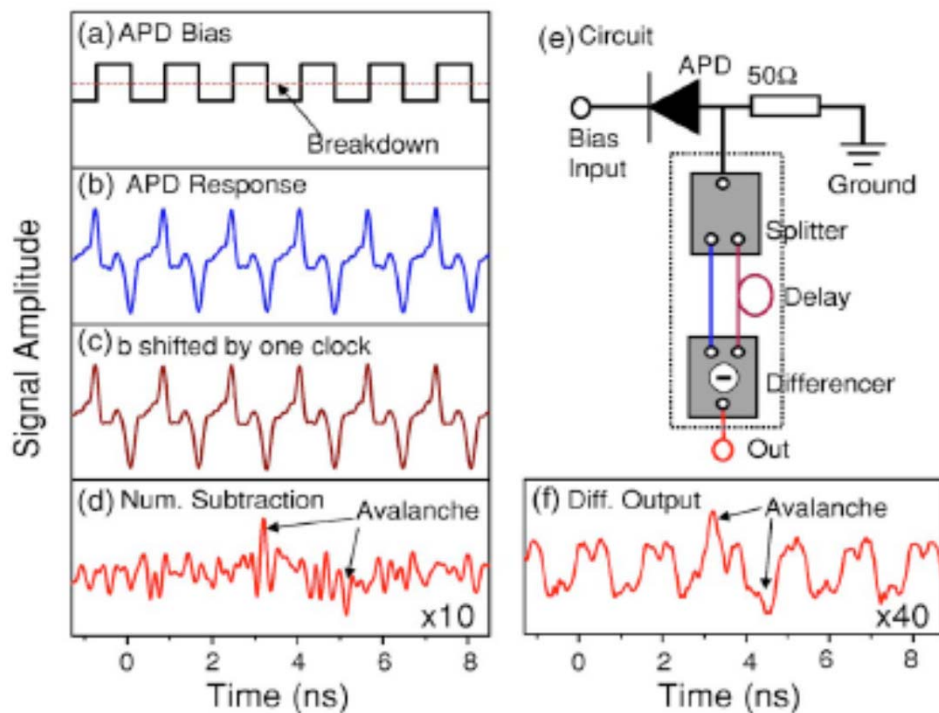 (a) APD Bias
Breakdown
(b) APD Response
(c) b shifted by one clock
(d) Num. Subtraction
Avalanche
x10
Signal Amplitude
0 2 4 6 8
Time (ns)
(e) Circuit
APD
50Ω
Bias
Input
Ground
Splitter
Delay
Differencer
Out
(f) Diff. Output
Avalanche
x40
0 2 4 6 8
Time (ns)